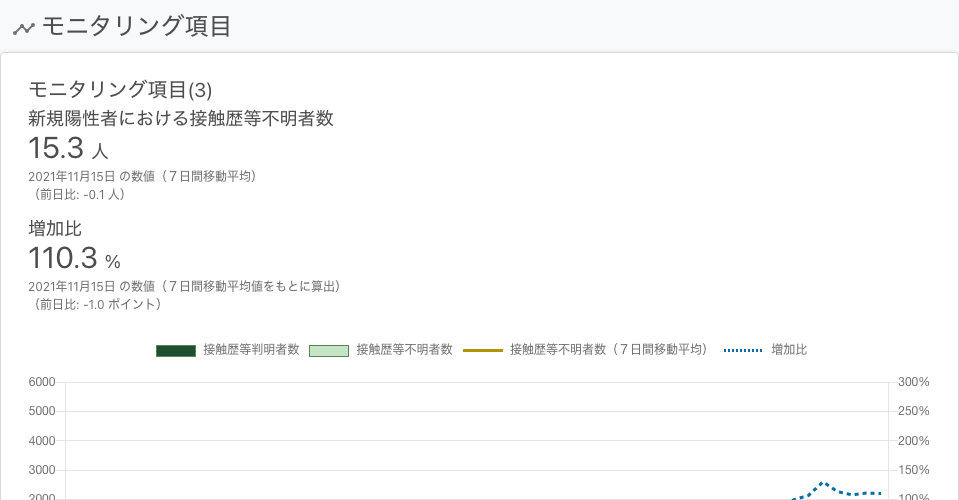 モニタリング項目
モニタリング項目(3)
新規陽性者における接触歴等不明者数
15.3 人
2021年11月15日 の数値（７日間移動平均）
（前日比: -0.1 人）
増加比
110.3 %
2021年11月15日 の数値（７日間移動平均値をもとに算出）
（前日比: -1.0 ポイント）
接触歴等判明者数 接触歴等不明者数 接触歴等不明者数（７日間移動平均） 増加比
6000 300%
5000 250%
4000 200%
3000 150%
2000 100%